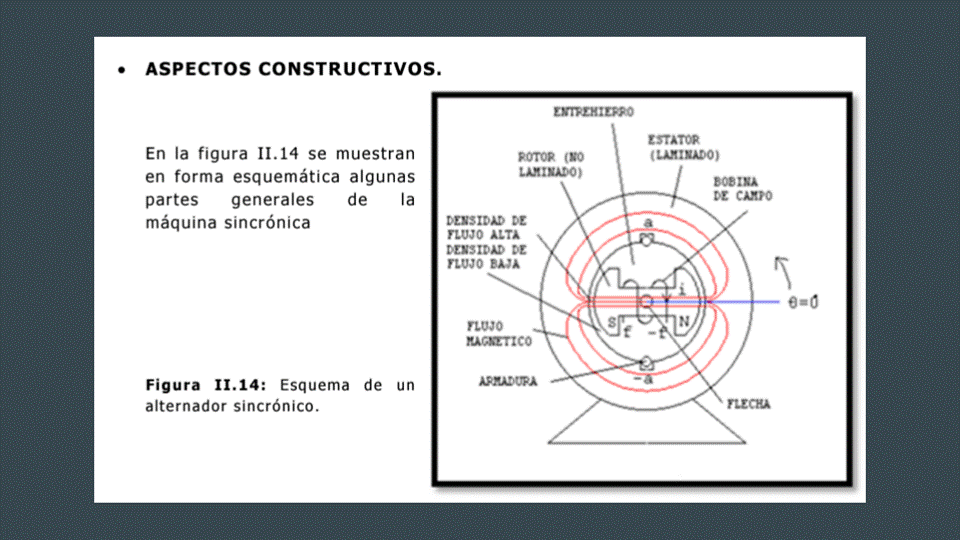 • ASPECTOS CONSTRUCTIVOS.
En la figura II.14 se muestran
en forma esquemática algunas
partes generales de la
máquina sincrónica
Figura II.14: Esquema de un
alternador sincrónico.
ENTREHIERRO
ESTATOR
(LAMINADO)
ROTOR (NO
LAMINADO)
BOBINA
DE CAMPO
DENSIDAD DE
FLUJO ALTA
DENSIDAD DE
FLUJO BAJA
a
i
θ=0
S f -f N
FLUJO
MAGNETICO
ARMADURA
-a
FLECHA